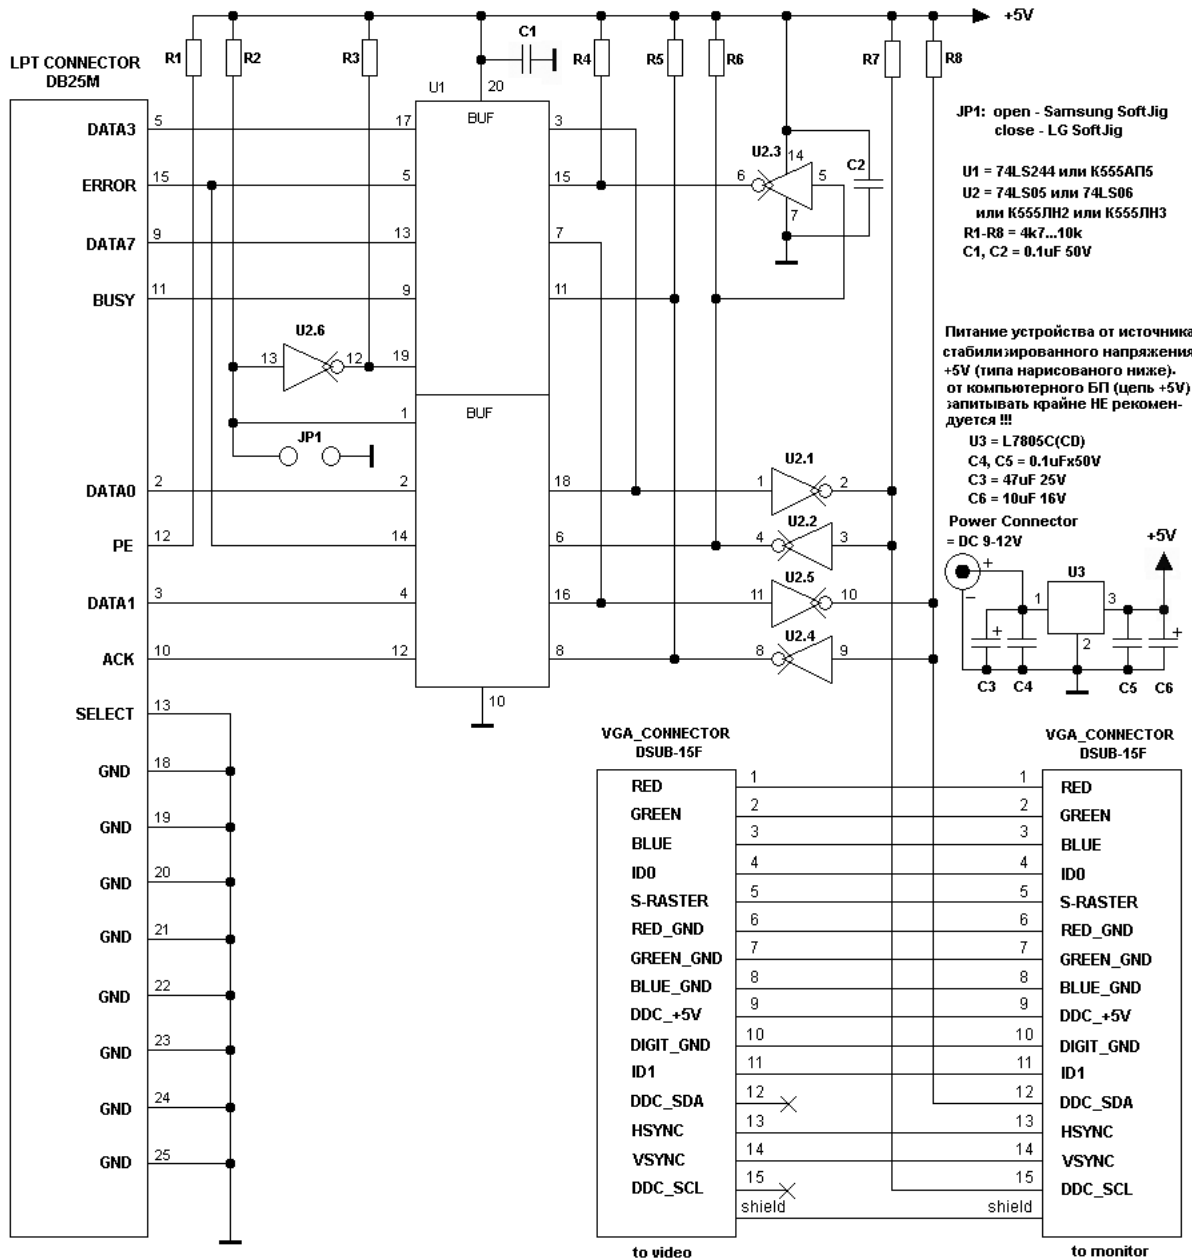 +5V
C1
R1
R2
R3
R4
R5
R6
R7
R8
LPT CONNECTOR
DB25M
U1
20
BUF
DATA3
5
17
3
ERROR
15
5
15
DATA7
9
13
7
BUSY
11
9
11
U2.3
14
6
5
7
C2
JP1: open - Samsung SoftJig
close - LG SoftJig
U1 = 74LS244 или К555АП5
U2 = 74LS05 или 74LS06
или К555ЛН2 или К555ЛН3
R1-R8 = 4k7...10k
C1, C2 = 0.1uF 50V
U2.6
13
12
19
1
BUF
JP1
Питание устройства от источника
стабилизированного напряжения
+5V (типа нарисованого ниже).
от компьютерного БП (цепь +5V)
запитывать крайне НЕ рекомен-
дуется !!!
U3 = L7805C(CD)
C4, C5 = 0.1uFx50V
C3 = 47uF 25V
C6 = 10uF 16V
DATA0
2
2
18
U2.1
1
2
PE
12
14
6
U2.2
4
3
DATA1
3
4
16
U2.5
11
10
ACK
10
12
8
U2.4
8
9
10
Power Connector
= DC 9-12V
+5V
+
−
U3
1
3
2
+
+
C3
C4
C5
C6
SELECT
13
GND
18
GND
19
GND
20
GND
21
GND
22
GND
23
GND
24
GND
25
VGA_CONNECTOR
DSUB-15F
VGA_CONNECTOR
DSUB-15F
RED 1 1 RED
GREEN 2 2 GREEN
BLUE 3 3 BLUE
ID0 4 4 ID0
S-RASTER 5 5 S-RASTER
RED_GND 6 6 RED_GND
GREEN_GND 7 7 GREEN_GND
BLUE_GND 8 8 BLUE_GND
DDC_+5V 9 9 DDC_+5V
DIGIT_GND 10 10 DIGIT_GND
ID1 11 11 ID1
DDC_SDA 12 12 DDC_SDA
HSYNC 13 13 HSYNC
VSYNC 14 14 VSYNC
DDC_SCL 15 15 DDC_SCL
shield shield
to video
to monitor